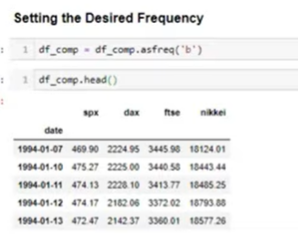 Setting the Desired Frequency
: 1 df_comp = df_comp.asfreq('b')
: 1 df_comp.head()
:
spx dax ftse nikkei
date
1994-01-07 469.90 2224.95 3445.98 18124.01
1994-01-10 475.27 2225.00 3440.58 18443.44
1994-01-11 474.13 2228.10 3413.77 18485.25
1994-01-12 474.17 2182.06 3372.02 18793.88
1994-01-13 472.47 2142.37 3360.01 18577.26